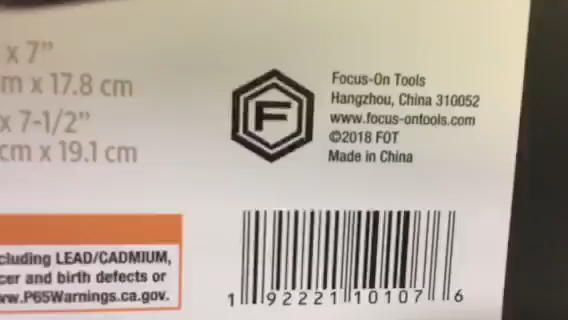 x 7"
m x 17.8 cm
x 7-1/2"
cm x 19.1 cm
F
Focus-On Tools
Hangzhou, China 310052
www.focus-ontools.com
©2018 FOT
Made in China
cluding LEAD/CADMIUM,
cer and birth defects or
ww.P65Warnings.ca.gov.
1 92221 10107 6